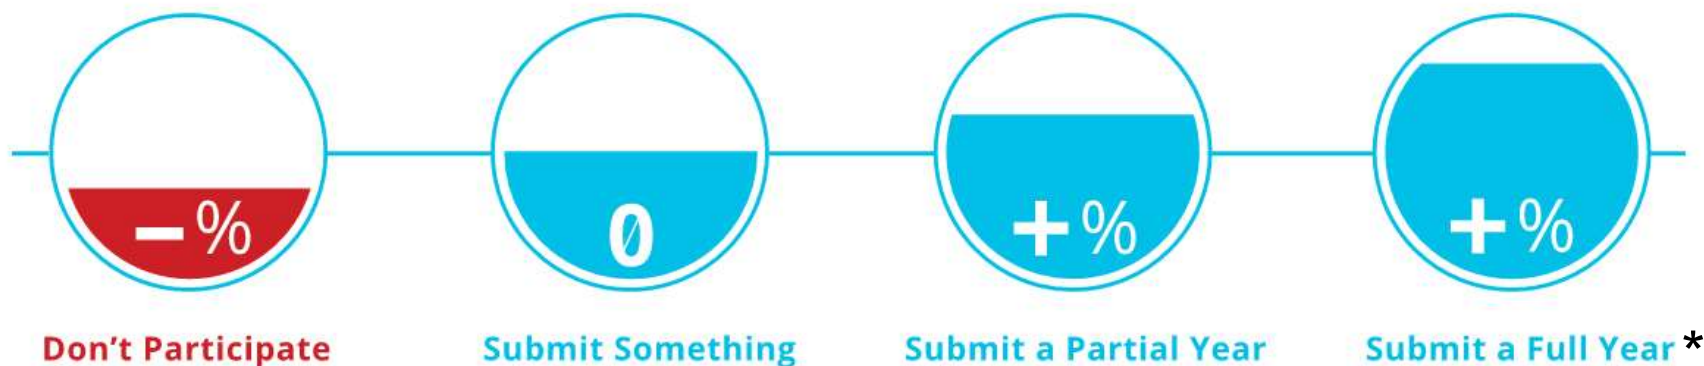 -% 0 +% +%
Don't Participate Submit Something Submit a Partial Year Submit a Full Year *